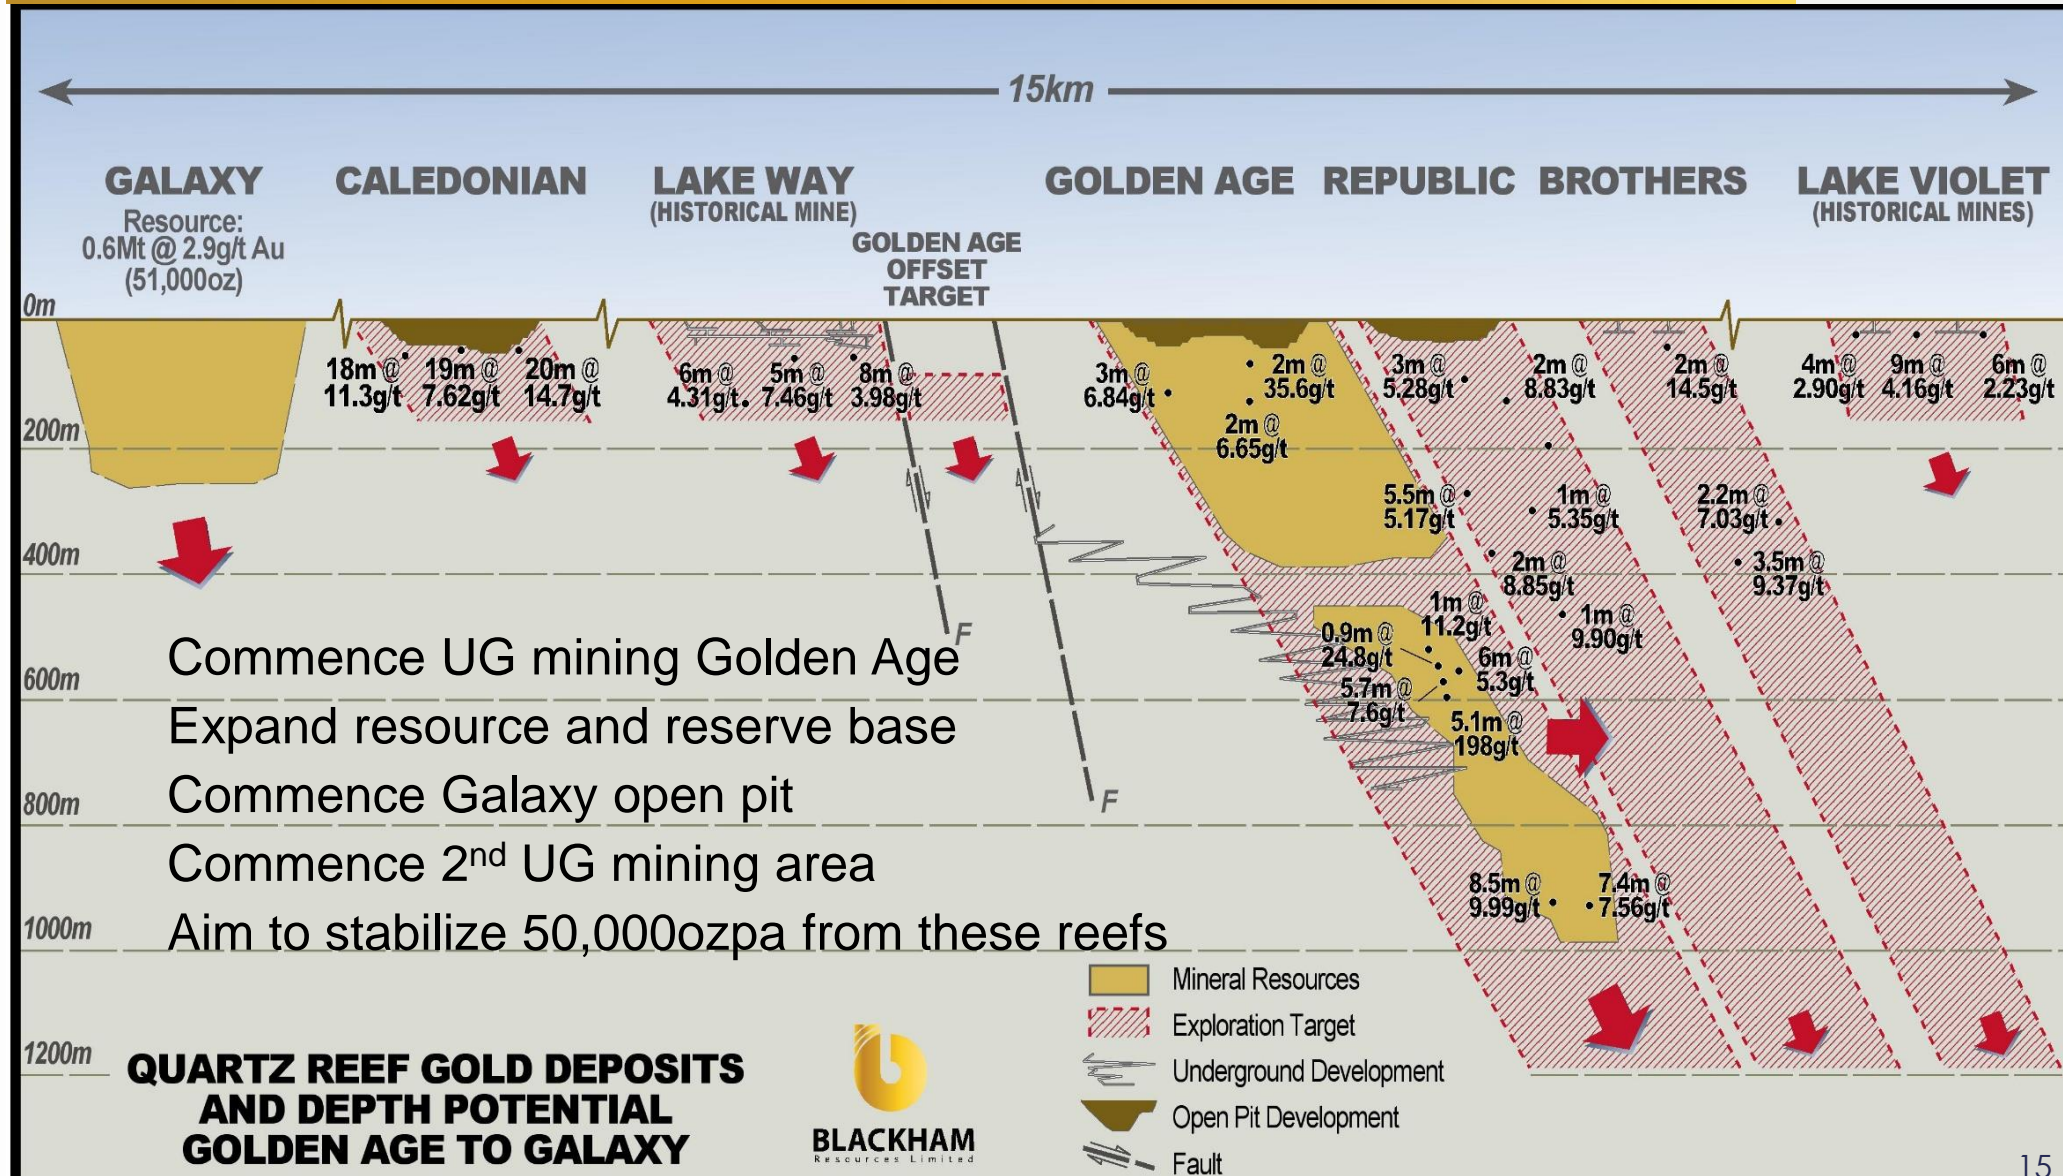 15km
GALAXY
Resource:
0.6Mt @ 2.9g/t Au
(51,000oz)
CALEDONIAN
LAKE WAY
(HISTORICAL MINE)
GOLDEN AGE
OFFSET
TARGET
GOLDEN AGE
REPUBLIC
BROTHERS
LAKE VIOLET
(HISTORICAL MINES)
0m
200m
400m
600m
800m
1000m
1200m
18m @
11.3g/t
19m @
7.62g/t
20m @
14.7g/t
6m @
4.31g/t
5m @
7.46g/t
8m @
3.98g/t
3m @
6.84g/t
2m @
35.6g/t
2m @
6.65g/t
3m @
5.28g/t
2m @
8.83g/t
2m @
14.5g/t
4m @
2.90g/t
9m @
4.16g/t
6m @
2.23g/t
5.5m @
5.17g/t
1m @
5.35g/t
2.2m @
7.03g/t
2m @
8.85g/t
3.5m @
9.37g/t
1m @
11.2g/t
1m @
9.90g/t
0.9m @
24.8g/t
6m @
5.3g/t
5.7m @
7.6g/t
5.1m @
198g/t
8.5m @
9.99g/t
7.4m @
7.56g/t
F
F
Commence UG mining Golden Age
Expand resource and reserve base
Commence Galaxy open pit
Commence 2nd UG mining area
Aim to stabilize 50,000ozpa from these reefs
QUARTZ REEF GOLD DEPOSITS
AND DEPTH POTENTIAL
GOLDEN AGE TO GALAXY
BLACKHAM
Resources Limited
Mineral Resources
Exploration Target
Underground Development
Open Pit Development
Fault
15